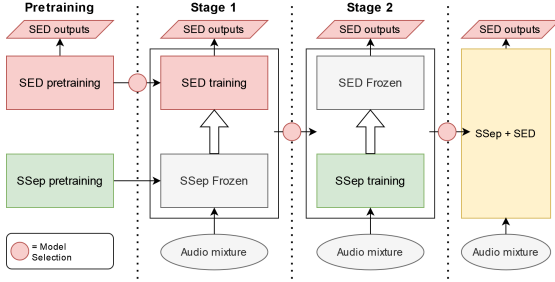 Pretraining
Stage 1
Stage 2
SED outputs
SED outputs
SED outputs
SED outputs
SED pretraining
SED training
SED Frozen
SSep + SED
SSep pretraining
SSep Frozen
SSep training
= Model
Selection
Audio mixture
Audio mixture
Audio mixture